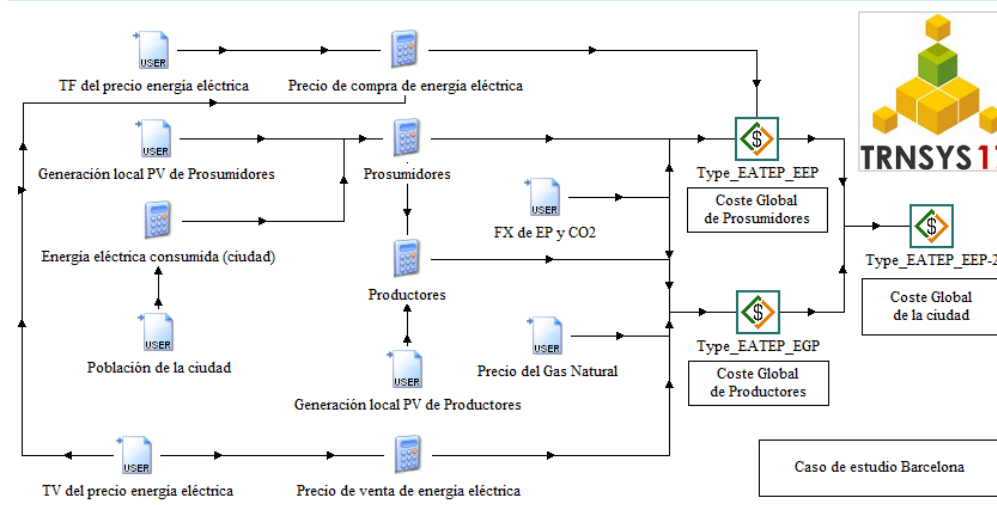 USER
TF del precio energía eléctrica
Precio de compra de energía eléctrica
TRNSYS 17
USER
Generación local PV de Prosumidores
Prosumidores
Type_EATEP_EEP
Coste Global
de Prosumidores
USER
FX de EP y CO2
Energía eléctrica consumida (ciudad)
Type_EATEP_EEP-2
Productores
Coste Global
de la ciudad
USER
Población de la ciudad
USER
Precio del Gas Natural
Type_EATEP_EGP
Coste Global
de Productores
USER
Generación local PV de Productores
USER
TV del precio energía eléctrica
Precio de venta de energía eléctrica
Caso de estudio Barcelona